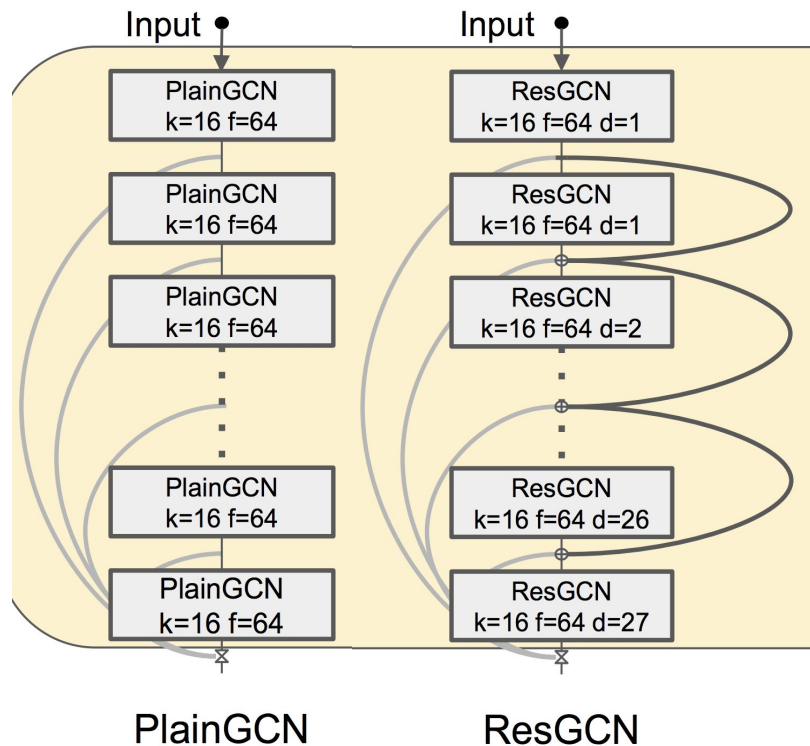 Input
PlainGCN
k=16 f=64
PlainGCN
k=16 f=64
PlainGCN
k=16 f=64
PlainGCN
k=16 f=64
PlainGCN
k=16 f=64
PlainGCN
Input
ResGCN
k=16 f=64 d=1
ResGCN
k=16 f=64 d=1
ResGCN
k=16 f=64 d=2
ResGCN
k=16 f=64 d=26
ResGCN
k=16 f=64 d=27
ResGCN